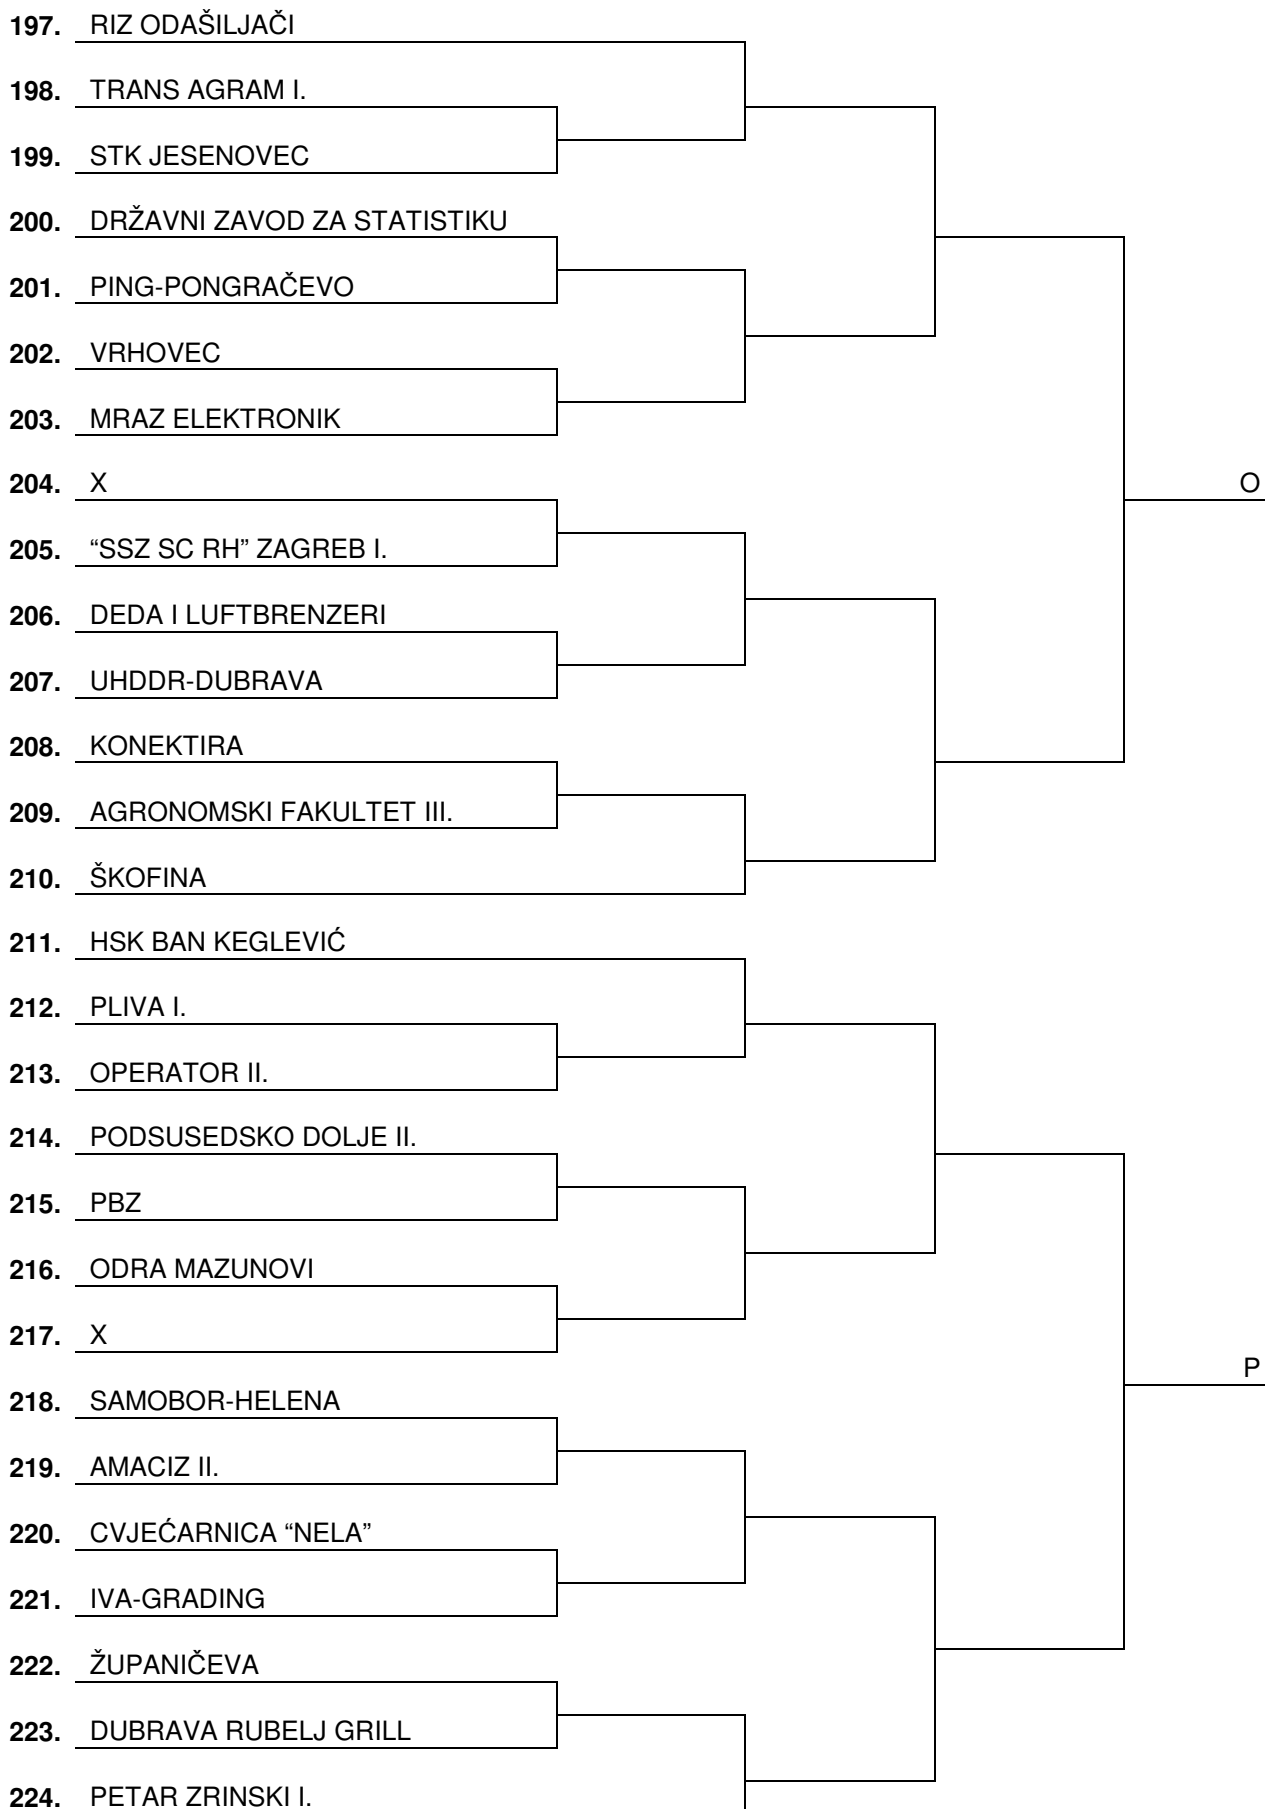 197. RIZ ODAŠILJAČI
198. TRANS AGRAM I.
199. STK JESENOVEC
200. DRŽAVNI ZAVOD ZA STATISTIKU
201. PING-PONGRAČEVO
202. VRHOVEC
203. MRAZ ELEKTRONIK
204. X
O
205. “SSZ SC RH” ZAGREB I.
206. DEDA I LUFTBRENZERI
207. UHDDR-DUBRAVA
208. KONEKTIRA
209. AGRONOMSKI FAKULTET III.
210. ŠKOFINA
211. HSK BAN KEGLEVIĆ
212. PLIVA I.
213. OPERATOR II.
214. PODSUSEDSKO DOLJE II.
215. PBZ
216. ODRA MAZUNOVI
217. X
P
218. SAMOBOR-HELENA
219. AMACIZ II.
220. CVJEĆARNICA “NELA”
221. IVA-GRADING
222. ŽUPANIČEVA
223. DUBRAVA RUBELJ GRILL
224. PETAR ZRINSKI I.